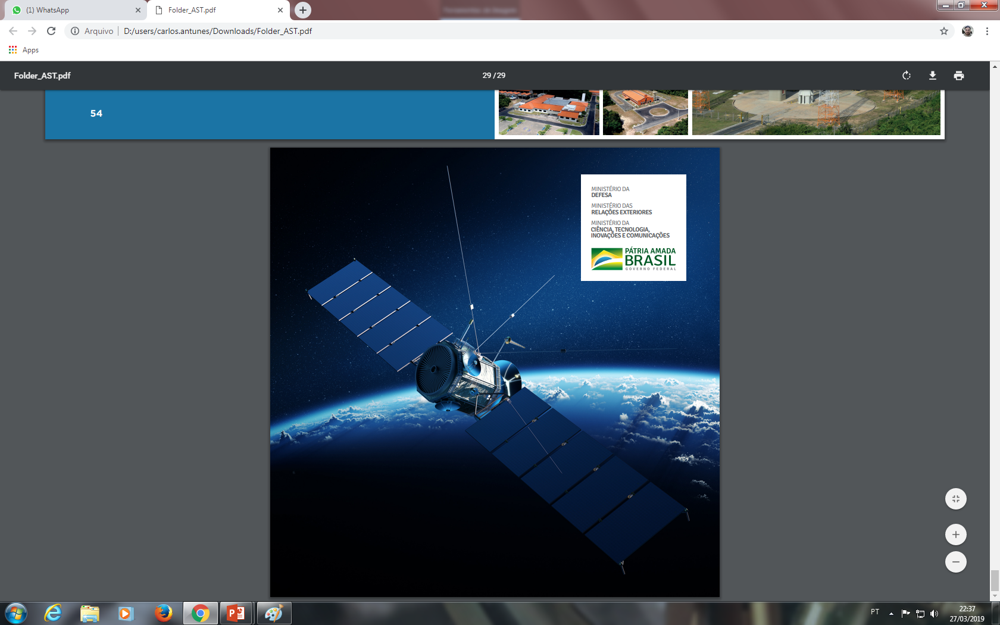 (1) WhatsApp
Folder_AST.pdf
Arquivo
D:/users/carlos.antunes/Downloads/Folder_AST.pdf
Apps
Folder_AST.pdf
29 / 29
54
MINISTÉRIO DA
DEFESA
MINISTÉRIO DAS
RELAÇÕES EXTERIORES
MINISTÉRIO DA
CIÊNCIA, TECNOLOGIA,
INOVAÇÕES E COMUNICAÇÕES
PÁTRIA AMADA
BRASIL
GOVERNO FEDERAL
PT
22:37
27/03/2019